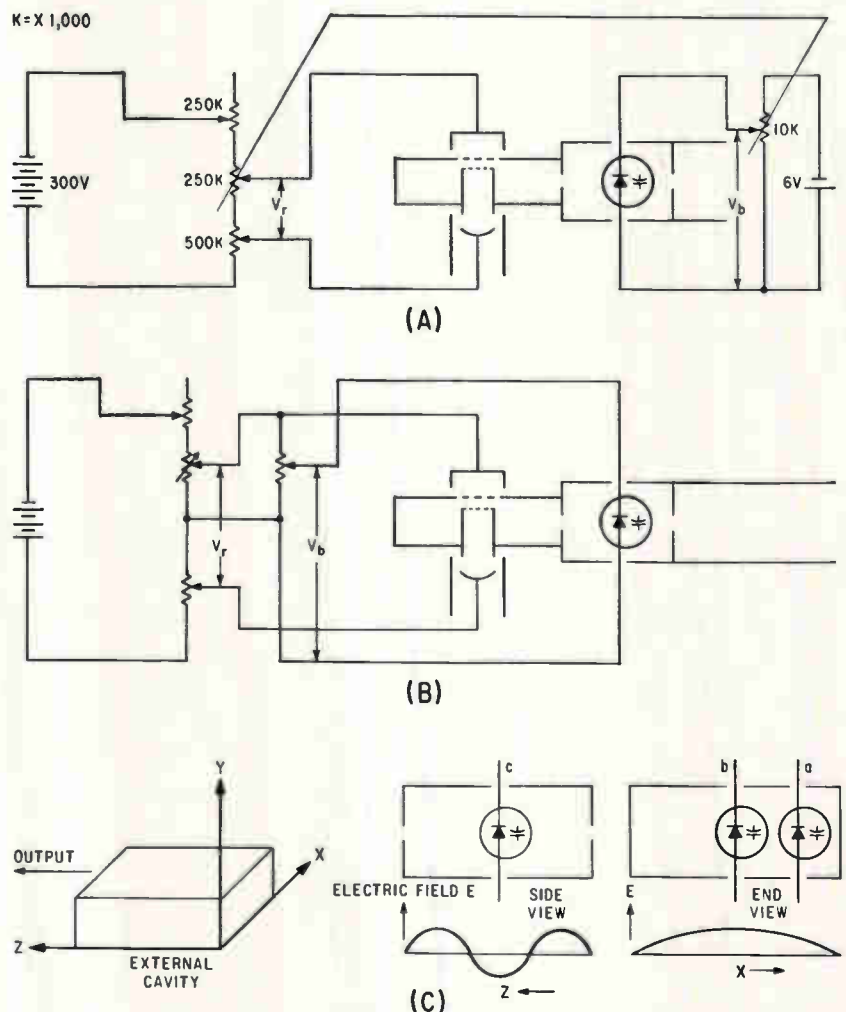 K=X 1,000
250K
300V
250K
Vr
500K
10K
Vb
6V
(A)
Vr
Vb
(B)
Y
X
OUTPUT
Z
EXTERNAL
CAVITY
c
ELECTRIC FIELD E
SIDE
VIEW
Z
b
a
E
END
VIEW
X
(C)